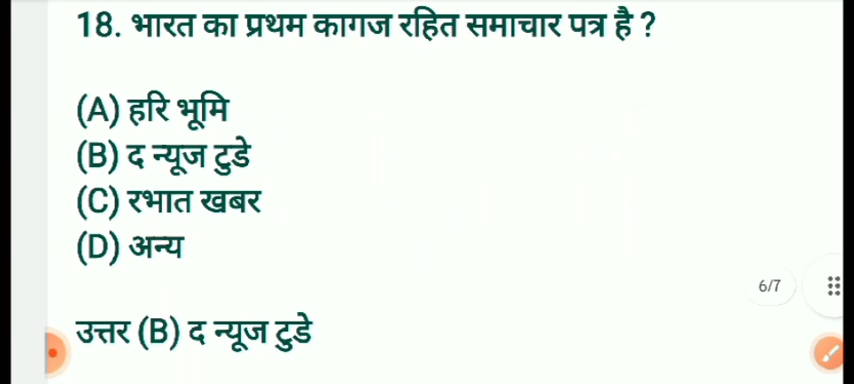 18. भारत का प्रथम कागज रहित समाचार पत्र है ?
(A) हरि भूमि
(B) द न्यूज टुडे
(C) रभात खबर
(D) अन्य
6/7
उत्तर (B) द न्यूज टुडे